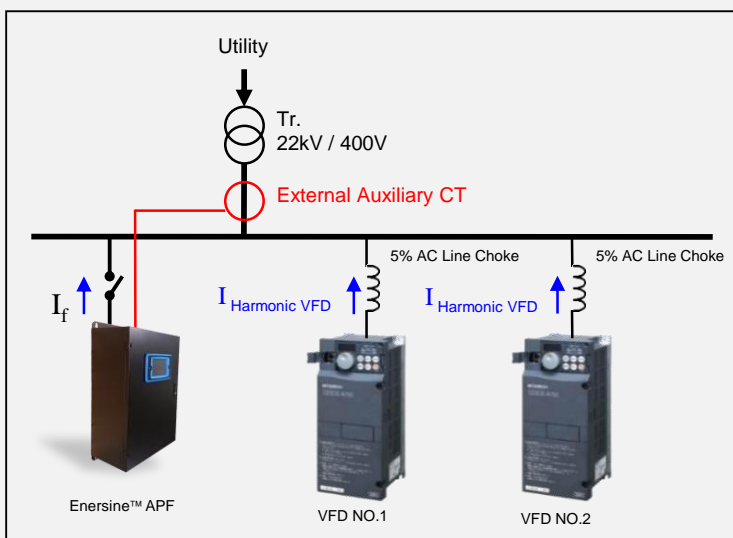 Utility
Tr.
22kV / 400V
External Auxiliary CT
5% AC Line Choke
5% AC Line Choke
If
I Harmonic VFD
I Harmonic VFD
Enersine™ APF
VFD NO.1
VFD NO.2